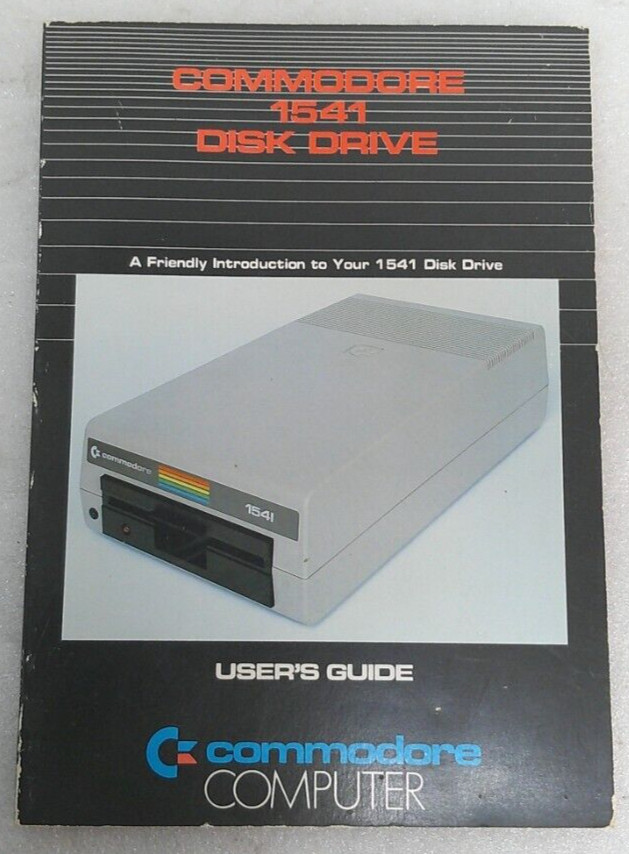 COMMODORE
1541
DISK DRIVE
A Friendly Introduction to Your 1541 Disk Drive
commodore
1541
USER'S GUIDE
commodore
COMPUTER